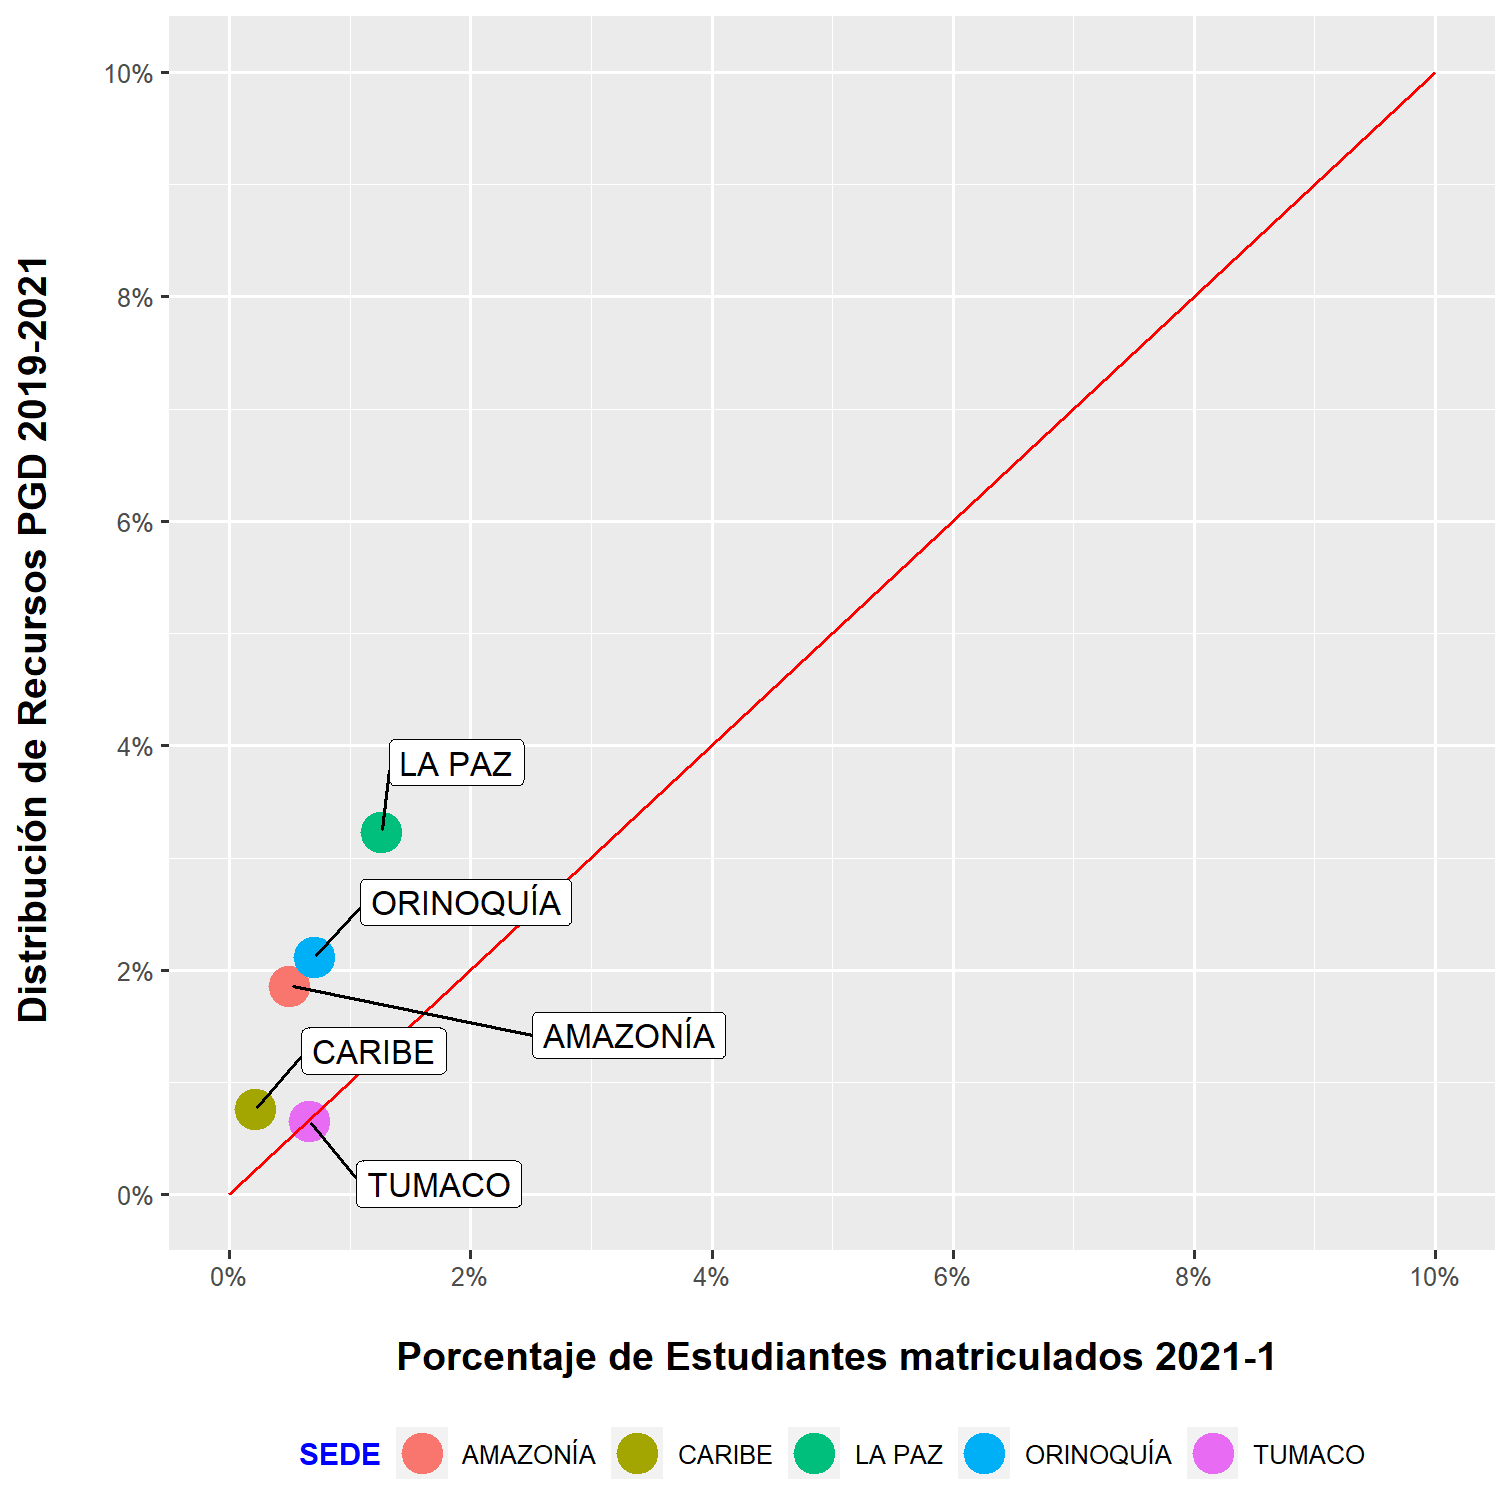 Distribución de Recursos PGD 2019-2021
10%
8%
6%
4%
2%
0%
LA PAZ
ORINOQUÍA
AMAZONÍA
CARIBE
TUMACO
0% 2% 4% 6% 8% 10%
Porcentaje de Estudiantes matriculados 2021-1
SEDE AMAZONÍA CARIBE LA PAZ ORINOQUÍA TUMACO